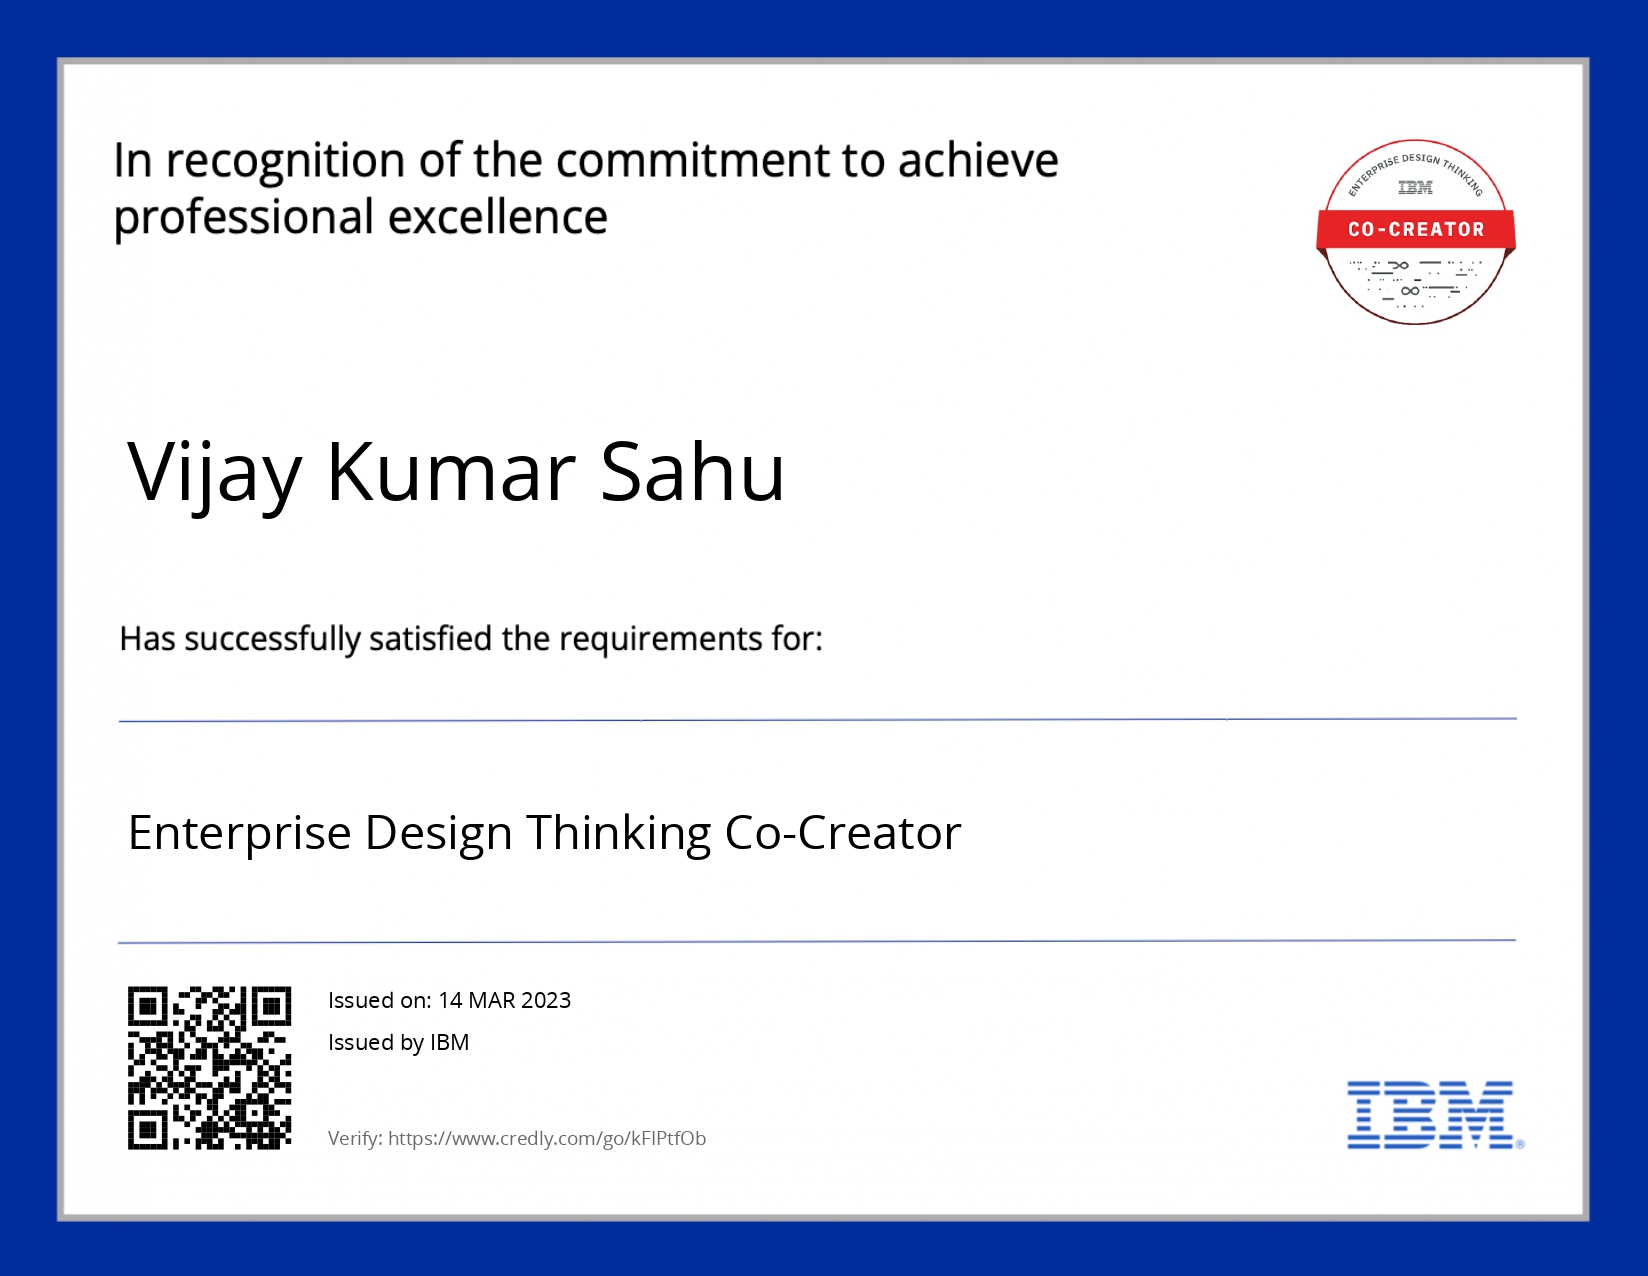 In recognition of the commitment to achieve
professional excellence
ENTERPRISE DESIGN THINKING
IBM
CO-CREATOR
Vijay Kumar Sahu
Has successfully satisfied the requirements for:
Enterprise Design Thinking Co-Creator
Issued on: 14 MAR 2023
Issued by IBM
Verify: https://www.credly.com/go/kFlPtfOb
IBM®